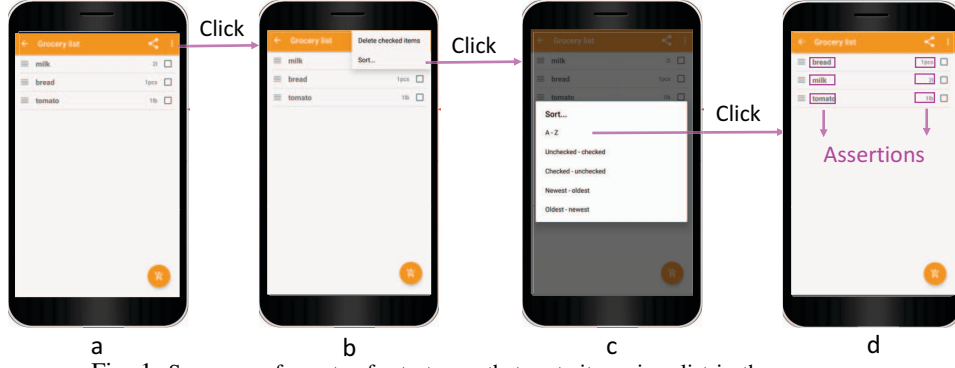 Grocery list
milk 2l
bread 1pcs
tomato 1lb
Click
Grocery list
Delete checked items
Sort...
milk
bread 1pcs
tomato 1lb
Click
Grocery list
milk 2l
bread 1pcs
tomato 1lb
Sort...
A - Z
Unchecked - checked
Checked - unchecked
Newest - oldest
Oldest - newest
Click
Grocery list
bread 1pcs
milk 2l
tomato 1lb
Assertions
a b c d